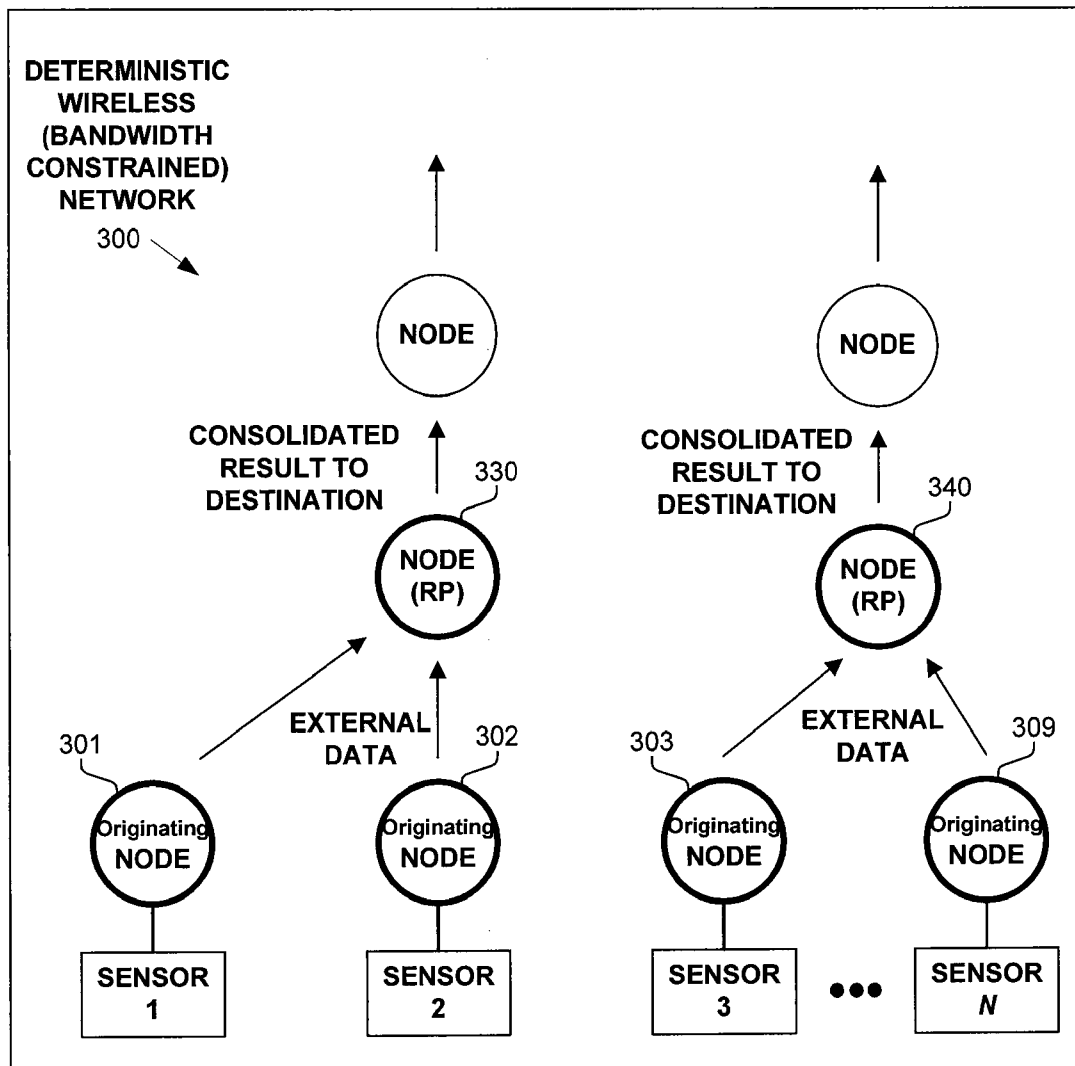 DETERMINISTIC
WIRELESS
(BANDWIDTH
CONSTRAINED)
NETWORK
300
NODE
NODE
CONSOLIDATED
RESULT TO
DESTINATION
330
CONSOLIDATED
RESULT TO
DESTINATION
340
NODE
(RP)
NODE
(RP)
EXTERNAL
DATA
EXTERNAL
DATA
301
302
303
309
Originating
NODE
Originating
NODE
Originating
NODE
Originating
NODE
SENSOR
1
SENSOR
2
SENSOR
3
●●●
SENSOR
N